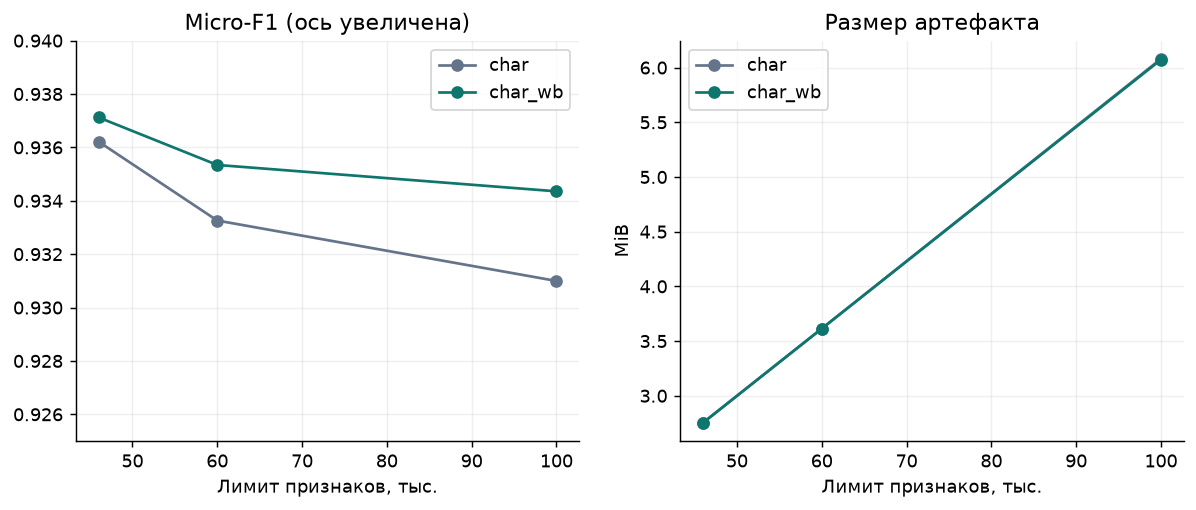 Micro-F1 (ось увеличена)
0.940
0.938
0.936
0.934
0.932
0.930
0.928
0.926
50 60 70 80 90 100
Лимит признаков, тыс.
char
char_wb
Размер артефакта
MiB
6.0
5.5
5.0
4.5
4.0
3.5
3.0
50 60 70 80 90 100
Лимит признаков, тыс.
char
char_wb